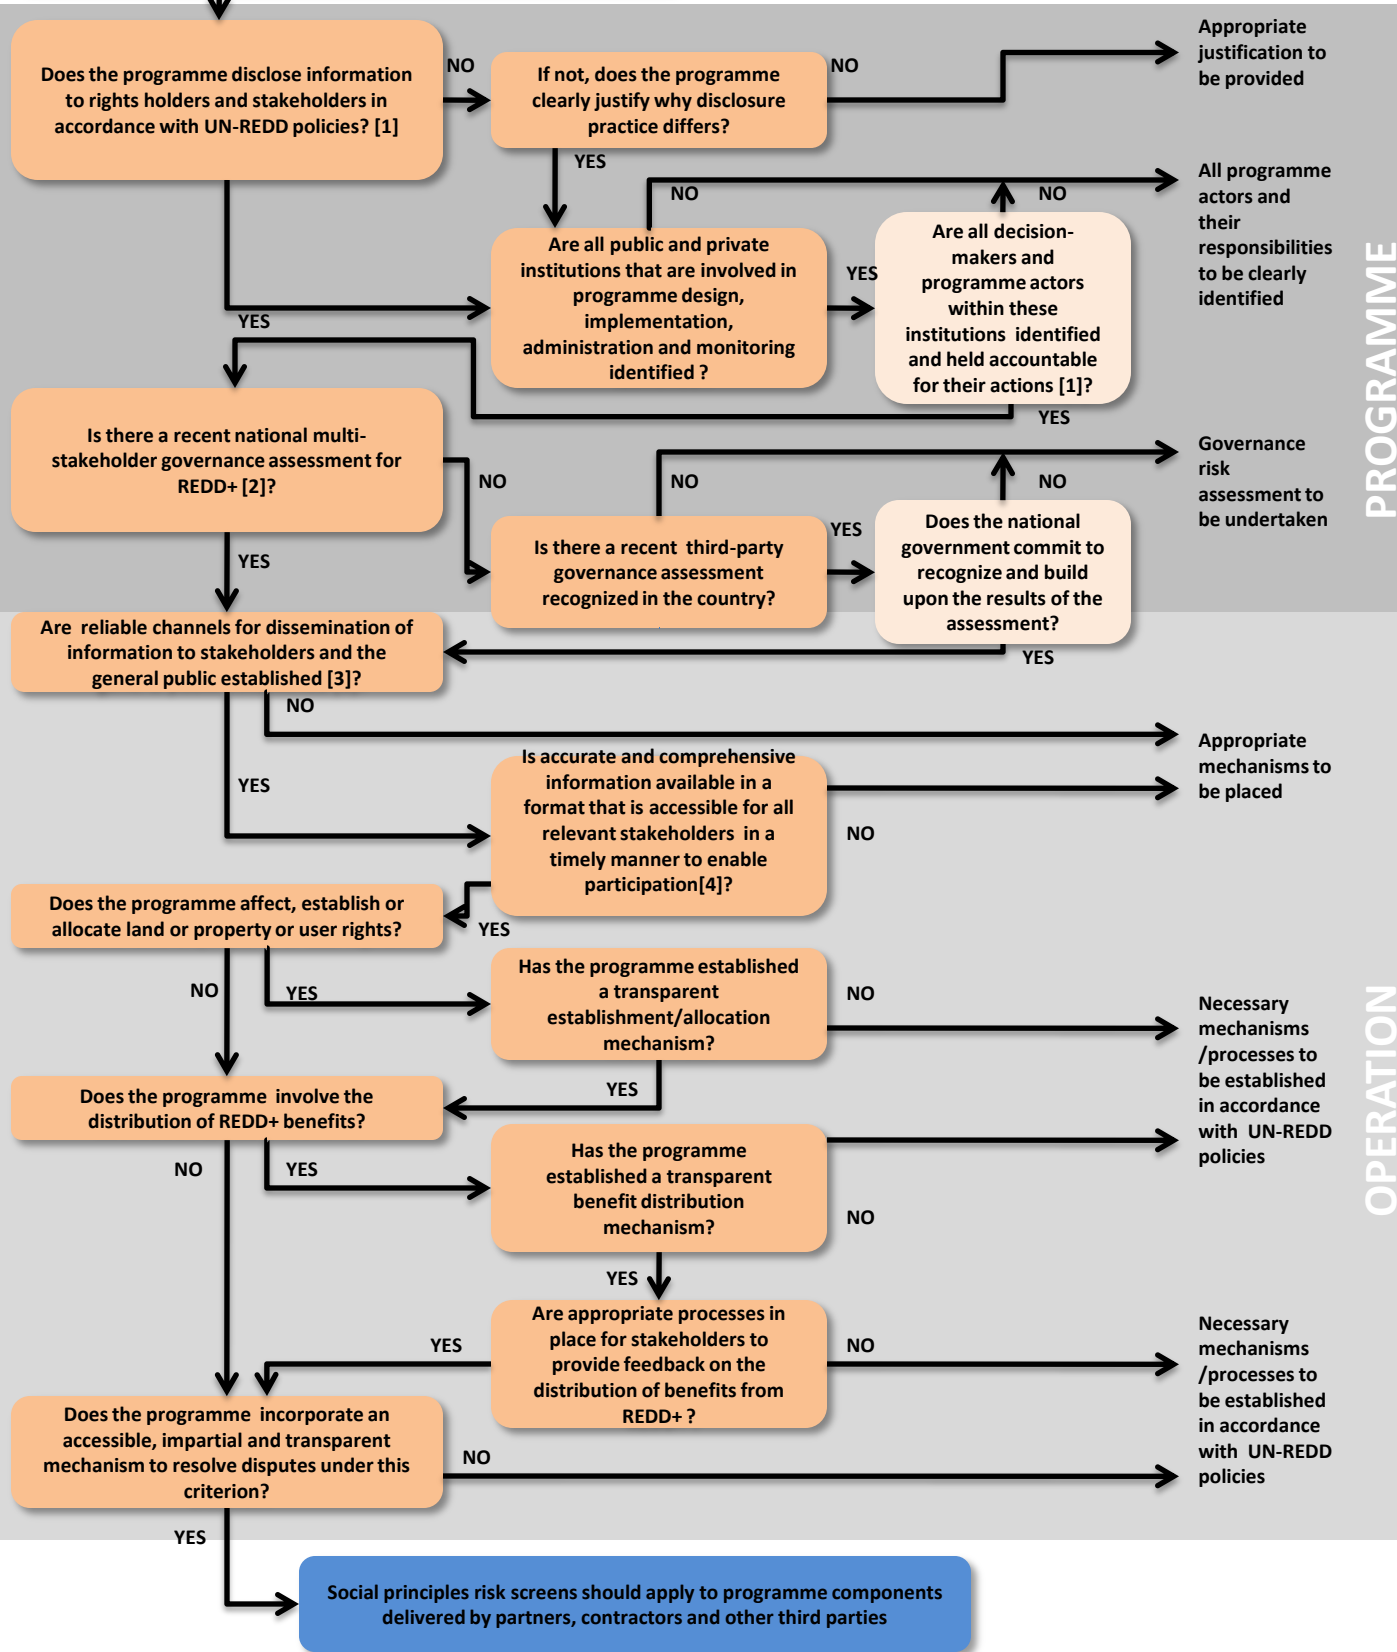 Does the programme disclose information
to rights holders and stakeholders in
accordance with UN-REDD policies? [1]
NO
If not, does the programme
clearly justify why disclosure
practice differs?
NO
Appropriate
justification to
be provided
YES
YES
Are all public and private
institutions that are involved in
programme design,
implementation,
administration and monitoring
identified ?
NO
YES
Are all decision-
makers and
programme actors
within these
institutions  identified
and held accountable
for their actions [1]?
NO
All programme
actors and
their
responsibilities
to be clearly
identified
YES
PROGRAMME
Is there a recent national multi-
stakeholder governance assessment for
REDD+ [2]?
NO
YES
Is there a recent  third-party
governance assessment
recognized in the country?
NO
YES
Does the national
government commit to
recognize and build
upon the results of the
assessment?
NO
Governance
risk
assessment to
be undertaken
YES
Are  reliable channels for dissemination of
information to stakeholders and the
general public established [3]?
NO
YES
Is accurate and comprehensive
information available in a
format that is accessible for all
relevant stakeholders  in a
timely manner to enable
participation[4]?
NO
Appropriate
mechanisms to
be placed
YES
Does the programme affect, establish or
allocate land or property or user rights?
NO
YES
Has the programme established
a transparent
establishment/allocation
mechanism?
NO
YES
Necessary
mechanisms
/processes to
be established
in accordance
with  UN-REDD
policies
OPERATION
Does the programme  involve the
distribution of REDD+ benefits?
NO
YES
Has the programme
established a transparent
benefit distribution
mechanism?
NO
YES
Are appropriate processes in
place for stakeholders to
provide feedback on the
distribution of benefits from
REDD+ ?
YES
NO
Necessary
mechanisms
/processes to
be established
in accordance
with  UN-REDD
policies
Does the programme  incorporate an
accessible, impartial and transparent
mechanism to resolve disputes under this
criterion?
NO
YES
Social principles risk screens should apply to programme components
delivered by partners, contractors and other third parties